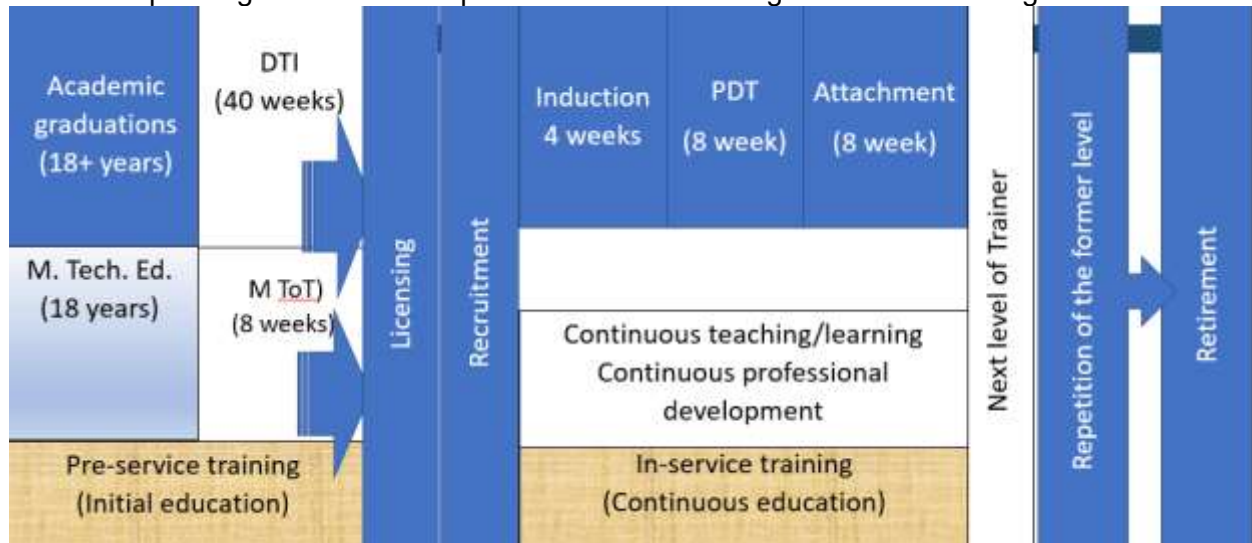 Academic
graduations
(18+ years)
DTI
(40 weeks)
M. Tech. Ed.
(18 years)
M ToT)
(8 weeks)
Pre-service training
(Initial education)
Licensing
Recruitment
Induction
4 weeks
PDT
(8 week)
Attachment
(8 week)
Continuous teaching/learning
Continuous professional
development
In-service training
(Continuous education)
Next level of Trainer
Repetition of the former level
Retirement